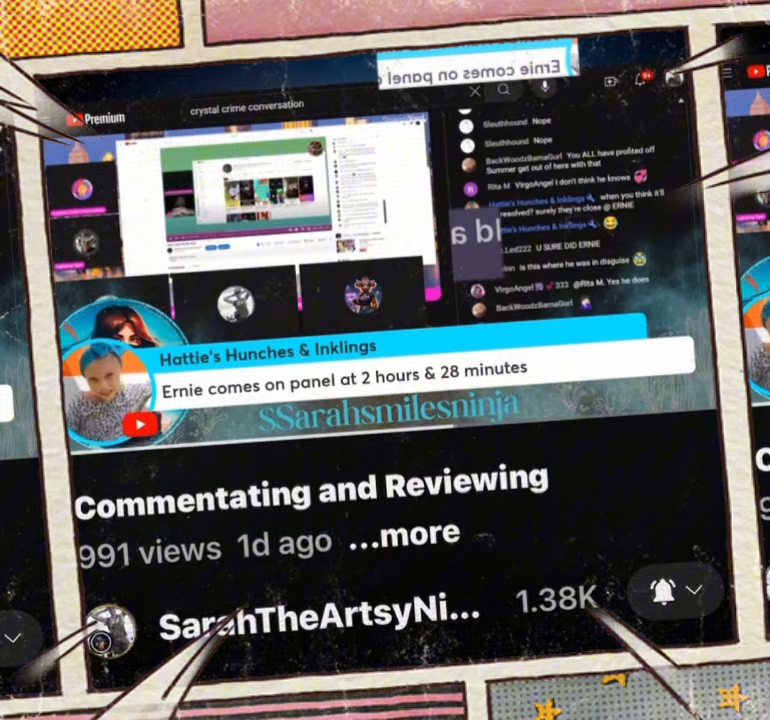 Ernie comes on panel
Premium
crystal crime conversation
9+
Sleuthhound Nope
Sleuthhound Nope
BackWoodzBamaGurl You ALL have profited off
Summer get out of here with that
Rita M VirgoAngel I don't think he knows
Hattie's Hunches & Inklings when you think it'll
resolved? surely they're close @ ERNIE
ld a
ttie's Hunches & Inklings
.Led222 U SURE DID ERNIE
Is this where he was in disguise
VirgoAngel 333 @Rita M. Yes he does
BackWoodzBamaGurl
Hattie's Hunches & Inklings
Ernie comes on panel at 2 hours & 28 minutes
SSarahsmilesninja
Commentating and Reviewing
991 views 1d ago ...more
SarahTheArtsyNi... 1.38K